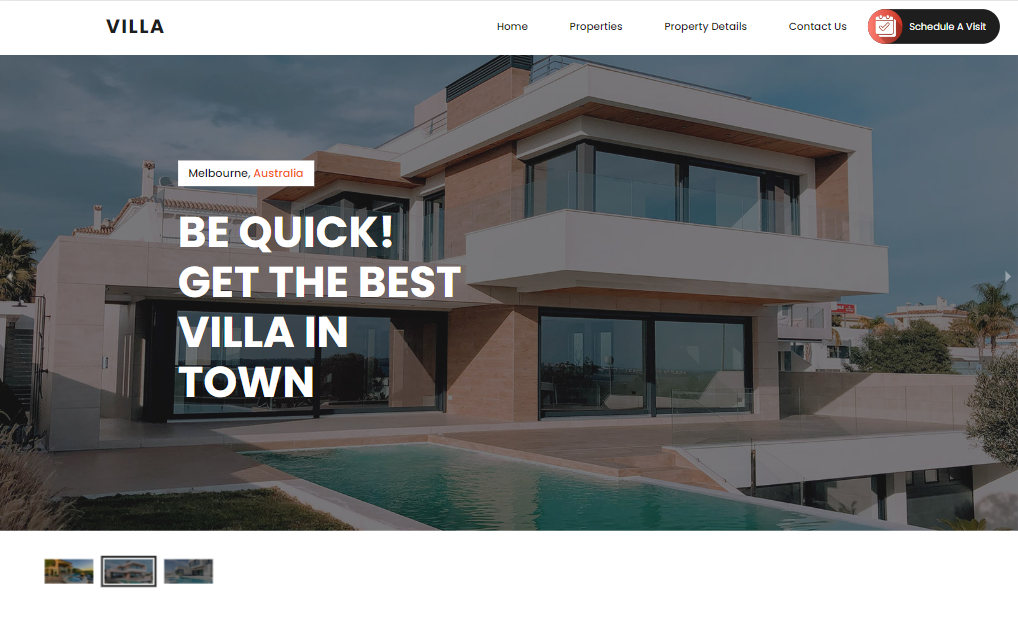 VILLA
Home
Properties
Property Details
Contact Us
Schedule A Visit
Melbourne, Australia
BE QUICK!
GET THE BEST
VILLA IN
TOWN